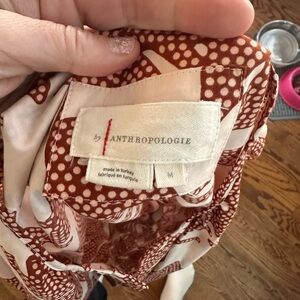 by ANTHROPOLOGIE
made in turkey
fabriqué en turquie
M